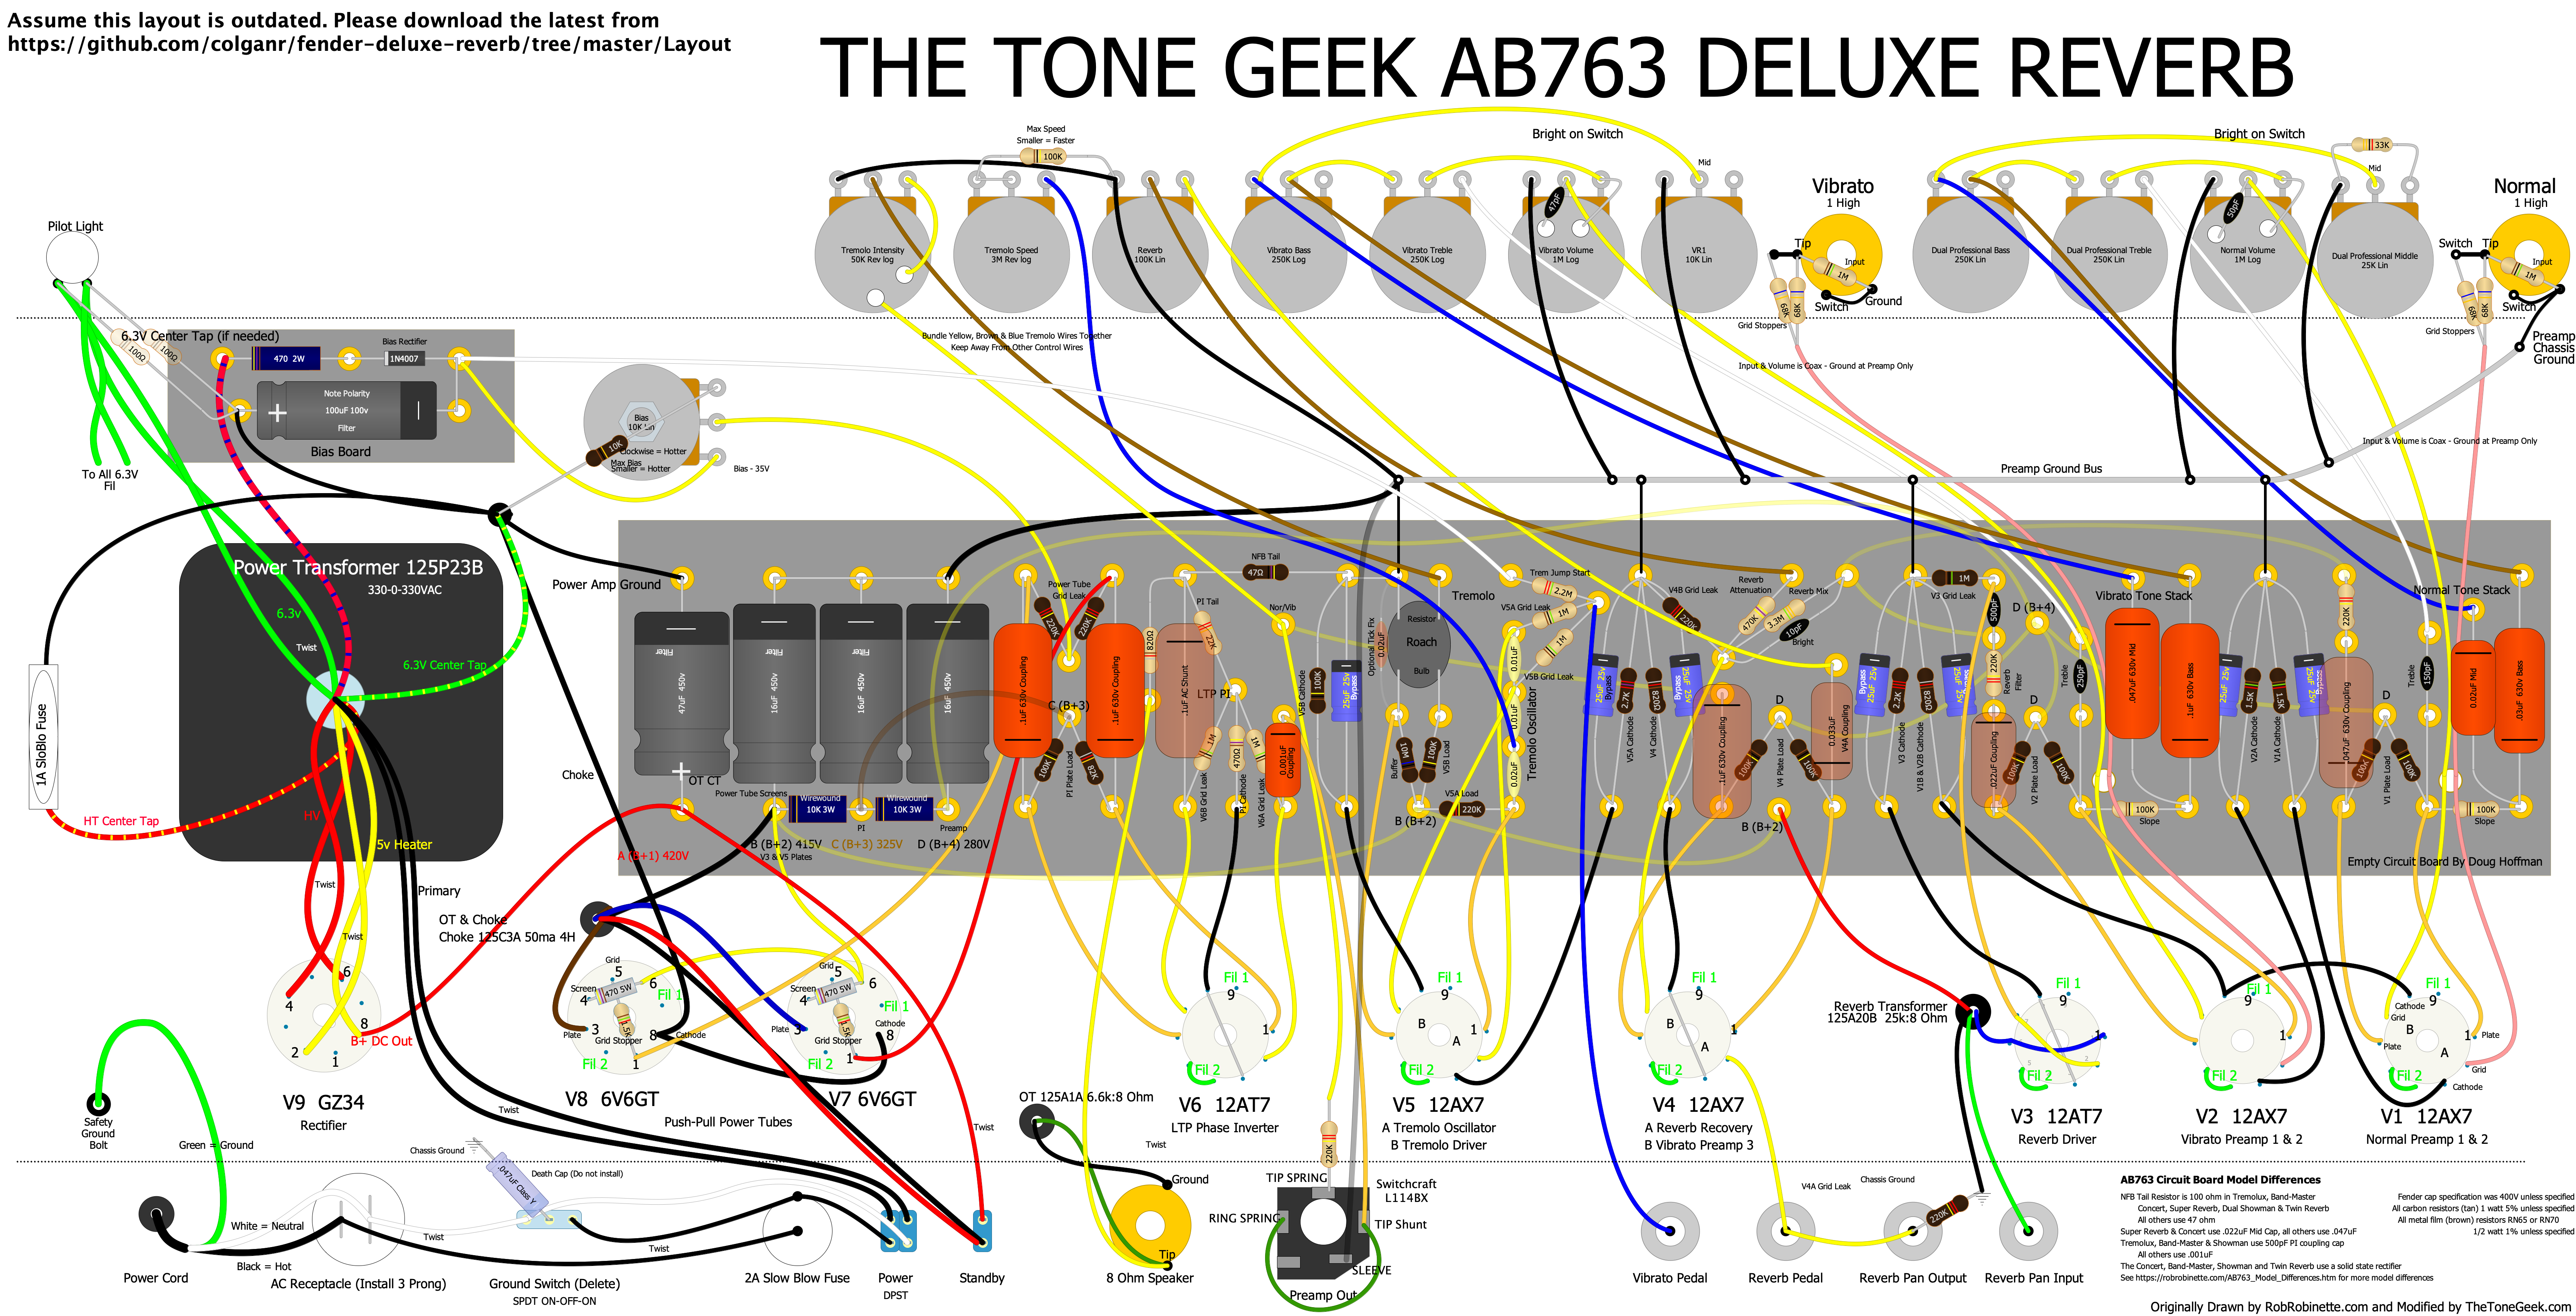 Assume this layout is outdated. Please download the latest from
https://github.com/colganr/fender-deluxe-reverb/tree/master/Layout
THE TONE GEEK AB763 DELUXE REVERB
Max Speed
Smaller = Faster
100K
Bright on Switch
Mid
Bright on Switch
33K
Mid
Vibrato
1 High
Normal
1 High
Pilot Light
Tremolo Intensity
50K Rev log
Tremolo Speed
3M Rev log
Reverb
100K Lin
Vibrato Bass
250K Log
Vibrato Treble
250K Log
47pF
Vibrato Volume
1M Log
VR1
10K Lin
Tip
Input
1M
Switch
Ground
68K
68K
Grid Stoppers
Dual Professional Bass
250K Lin
Dual Professional Treble
250K Lin
50pF
Normal Volume
1M Log
Dual Professional Middle
25K Lin
Switch
Tip
Input
1M
Switch
68K
68K
Grid Stoppers
Preamp
Chassis
Ground
6.3V Center Tap (if needed)
100Ω
100Ω
470 2W
Bias Rectifier
1N4007
Note Polarity
100uF 100v
Filter
Bias Board
To All 6.3V
Fil
Bias
10K Lin
10K
Clockwise = Hotter
Max Bias
Smaller = Hotter
Bias - 35V
Bundle Yellow, Brown & Blue Tremolo Wires Together
Keep Away From Other Control Wires
Input & Volume is Coax - Ground at Preamp Only
Input & Volume is Coax - Ground at Preamp Only
Preamp Ground Bus
Power Transformer 125P23B
330-0-330VAC
6.3v
Twist
6.3V Center Tap
HV
5v Heater
HT Center Tap
1A SloBlo Fuse
Twist
Primary
Twist
Power Amp Ground
Choke
47uF 450v
Filter
16uF 450v
Filter
16uF 450v
Filter
16uF 450v
Filter
OT CT
Power Tube Screens
Wirewound
10K 3W
Wirewound
10K 3W
PI
Preamp
A (B+1) 420V
B (B+2) 415V
V3 & V5 Plates
C (B+3) 325V
D (B+4) 280V
.1uF 630v Coupling
Power Tube
Grid Leak
220K
220K
C (B+3)
100K
82K
PI Plate Load
.1uF 630v Coupling
820Ω
.1uF AC Shunt
PI Tail
22K
NFB Tail
47Ω
Nor/Vib
LTP PI
1M
V6B Grid Leak
470Ω
PI Cathode
1M
V6A Grid Leak
0.001uF
Coupling
V5B Cathode
100K
25uF 25v
Bypass
Optional Tick Fix
0.02uF
Resistor
Roach
Bulb
Tremolo
Buffer
10M
100K
V5B Load
B (B+2)
V5A Load
220K
Trem Jump Start
2.2M
V5A Grid Leak
1M
1M
V5B Grid Leak
0.01uF
0.01uF
0.02uF
Tremolo Oscillator
25uF 25v
Bypass
2.7K
V5A Cathode
V4 Cathode
820Ω
Bypass
25uF 25V
V4B Grid Leak
220K
Reverb
Attenuation
470K
Reverb Mix
3.3M
10pF
Bright
.1uF 630v Coupling
D
100K
V4 Plate Load
100K
B (B+2)
0.033uF
V4A Coupling
Bypass
25uF 25V
V3 Cathode
2.2K
V1B & V2B Cathode
820Ω
25uF 25V
1M
V3 Grid Leak
500pF
220K
Reverb
Filter
.022uF Coupling
D (B+4)
D
100K
V2 Plate Load
100K
Treble
250pF
Vibrato Tone Stack
.047uF 630v Mid
.1uF 630v Bass
100K
Slope
25uF 25V
V2A Cathode
1.5K
V1A Cathode
1.5K
25uF 25V
Bypass
220K
.047uF 630v Coupling
D
100K
V1 Plate Load
100K
Treble
150pF
Normal Tone Stack
0.02uF Mid
.03uF 630v Bass
100K
Slope
Empty Circuit Board By Doug Hoffman
OT & Choke
Choke 125C3A 50ma 4H
6
4
8
2
1
B+ DC Out
V9 GZ34
Rectifier
Grid
5
Screen
6
4
470 5W
Fil 1
3
Plate
1.5K
8
Cathode
Grid Stopper
Fil 2
1
V8 6V6GT
Grid
5
Screen
6
4
470 5W
Fil 1
Plate
3
1.5K
Cathode
8
Grid Stopper
Fil 2
1
V7 6V6GT
Push-Pull Power Tubes
Fil 1
9
1
Fil 2
V6 12AT7
LTP Phase Inverter
Fil 1
9
B
1
A
Fil 2
V5 12AX7
A Tremolo Oscillator
B Tremolo Driver
Fil 1
9
B
1
A
Fil 2
V4 12AX7
A Reverb Recovery
B Vibrato Preamp 3
Reverb Transformer
125A20B 25k:8 Ohm
Fil 1
9
1
Fil 2
V3 12AT7
Reverb Driver
Fil 1
9
1
Fil 2
V2 12AX7
Vibrato Preamp 1 & 2
Fil 1
9
Cathode
Grid
B
1
Plate
Plate
A
Grid
Cathode
Fil 2
V1 12AX7
Normal Preamp 1 & 2
Safety
Ground
Bolt
Green = Ground
Twist
Chassis Ground
.047uF Class Y
Death Cap (Do not install)
White = Neutral
Twist
Black = Hot
Twist
Power Cord
AC Receptacle (Install 3 Prong)
Ground Switch (Delete)
SPDT ON-OFF-ON
2A Slow Blow Fuse
Power
DPST
Standby
Twist
OT 125A1A 6.6k:8 Ohm
Twist
Ground
Tip
8 Ohm Speaker
220K
TIP SPRING
Switchcraft
L114BX
RING SPRING
TIP Shunt
SLEEVE
Preamp Out
Vibrato Pedal
Reverb Pedal
V4A Grid Leak
Chassis Ground
220K
Reverb Pan Output
Reverb Pan Input
AB763 Circuit Board Model Differences
NFB Tail Resistor is 100 ohm in Tremolux, Band-Master
Concert, Super Reverb, Dual Showman & Twin Reverb
All others use 47 ohm
Super Reverb & Concert use .022uF Mid Cap, all others use .047uF
Tremolux, Band-Master & Showman use 500pF PI coupling cap
All others use .001uF
The Concert, Band-Master, Showman and Twin Reverb use a solid state rectifier
See https://robrobinette.com/AB763_Model_Differences.htm for more model differences
Fender cap specification was 400V unless specified
All carbon resistors (tan) 1 watt 5% unless specified
All metal film (brown) resistors RN65 or RN70
1/2 watt 1% unless specified
Originally Drawn by RobRobinette.com and Modified by TheToneGeek.com